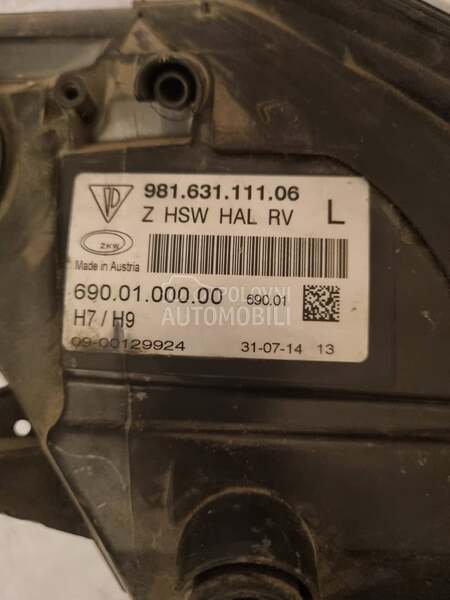 981.631.111.06
Z HSW HAL RV L
ZKW
Made in Austria
POLOVNI
AUTOMOBILI
690.01.000.00 690.01
H7 / H9
09-00129924 31-07-14 13